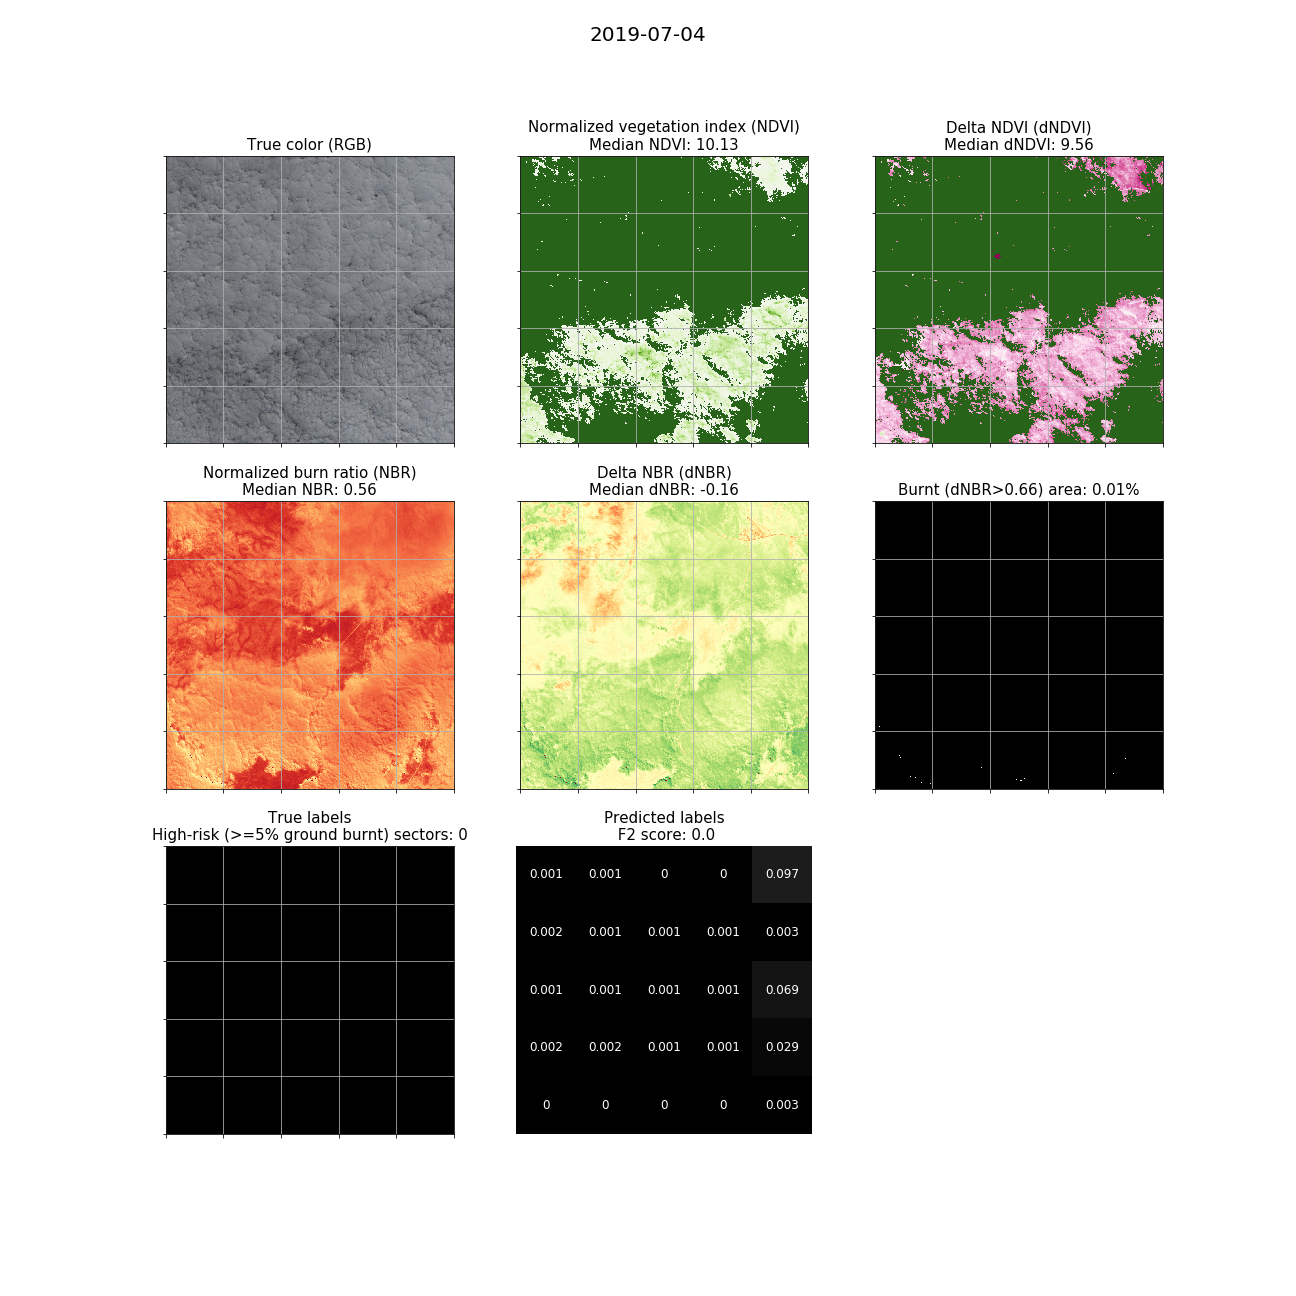 2019-07-04
True color (RGB)
Normalized vegetation index (NDVI)
Median NDVI: 10.13
Delta NDVI (dNDVI)
Median dNDVI: 9.56
Normalized burn ratio (NBR)
Median NBR: 0.56
Delta NBR (dNBR)
Median dNBR: -0.16
Burnt (dNBR>0.66) area: 0.01%
True labels
High-risk (>=5% ground burnt) sectors: 0
Predicted labels
F2 score: 0.0
0.001 0.001 0 0 0.097
0.002 0.001 0.001 0.001 0.003
0.001 0.001 0.001 0.001 0.069
0.002 0.002 0.001 0.001 0.029
0 0 0 0 0.003